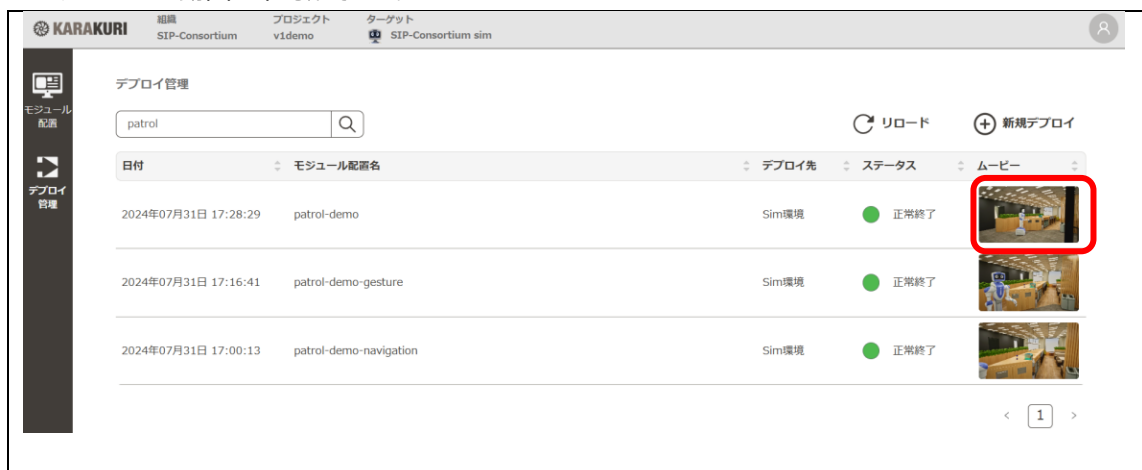 KARAKURI
組織
SIP-Consortium
プロジェクト
v1demo
ターゲット
SIP-Consortium sim
モジュール
配置
デプロイ
管理
デプロイ管理
patrol
リロード
新規デプロイ
日付 モジュール配置名 デプロイ先 ステータス ムービー
2024年07月31日 17:28:29 patrol-demo Sim環境 正常終了
2024年07月31日 17:16:41 patrol-demo-gesture Sim環境 正常終了
2024年07月31日 17:00:13 patrol-demo-navigation Sim環境 正常終了
< 1 >